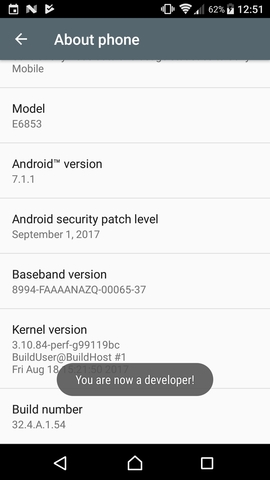 62% 12:51
About phone
Mobile
Model
E6853
Android™ version
7.1.1
Android security patch level
September 1, 2017
Baseband version
8994-FAAAANAZQ-00065-37
Kernel version
3.10.84-perf-g99119bc
BuildUser@BuildHost #1
Fri Aug 18 2017
You are now a developer!
Build number
32.4.A.1.54